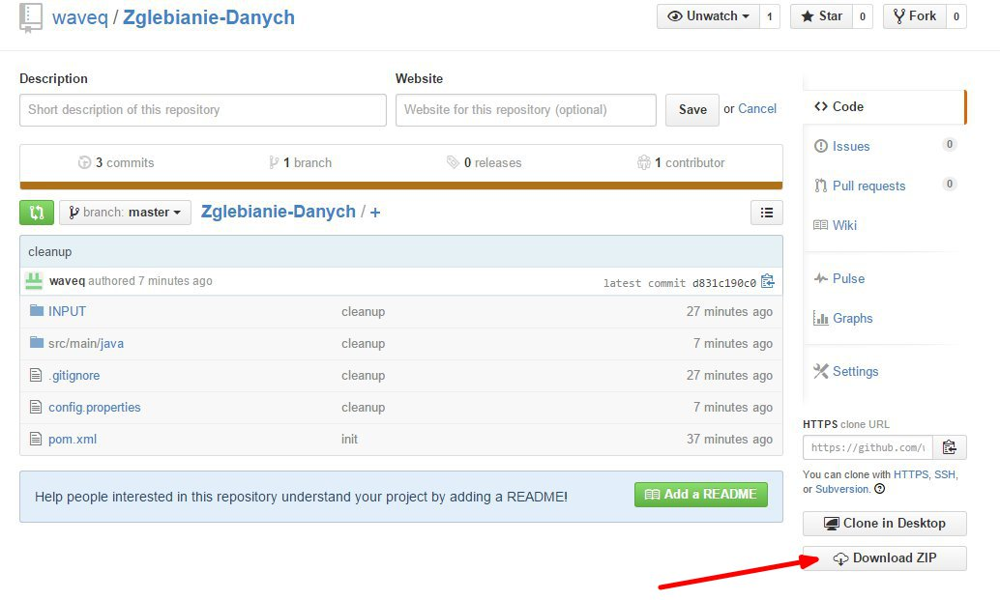 waveq / Zglebianie-Danych
Unwatch 1 Star 0 Fork 0
Description Website
Short description of this repository Website for this repository (optional) Save or Cancel
3 commits 1 branch 0 releases 1 contributor
branch: master Zglebianie-Danych / +
cleanup
waveq authored 7 minutes ago latest commit d831c190c0
INPUT cleanup 27 minutes ago
src/main/java cleanup 7 minutes ago
.gitignore cleanup 27 minutes ago
config.properties cleanup 7 minutes ago
pom.xml init 37 minutes ago
Help people interested in this repository understand your project by adding a README! Add a README
Code
Issues 0
Pull requests 0
Wiki
Pulse
Graphs
Settings
HTTPS clone URL
https://github.com/
You can clone with HTTPS, SSH,
or Subversion.
Clone in Desktop
Download ZIP